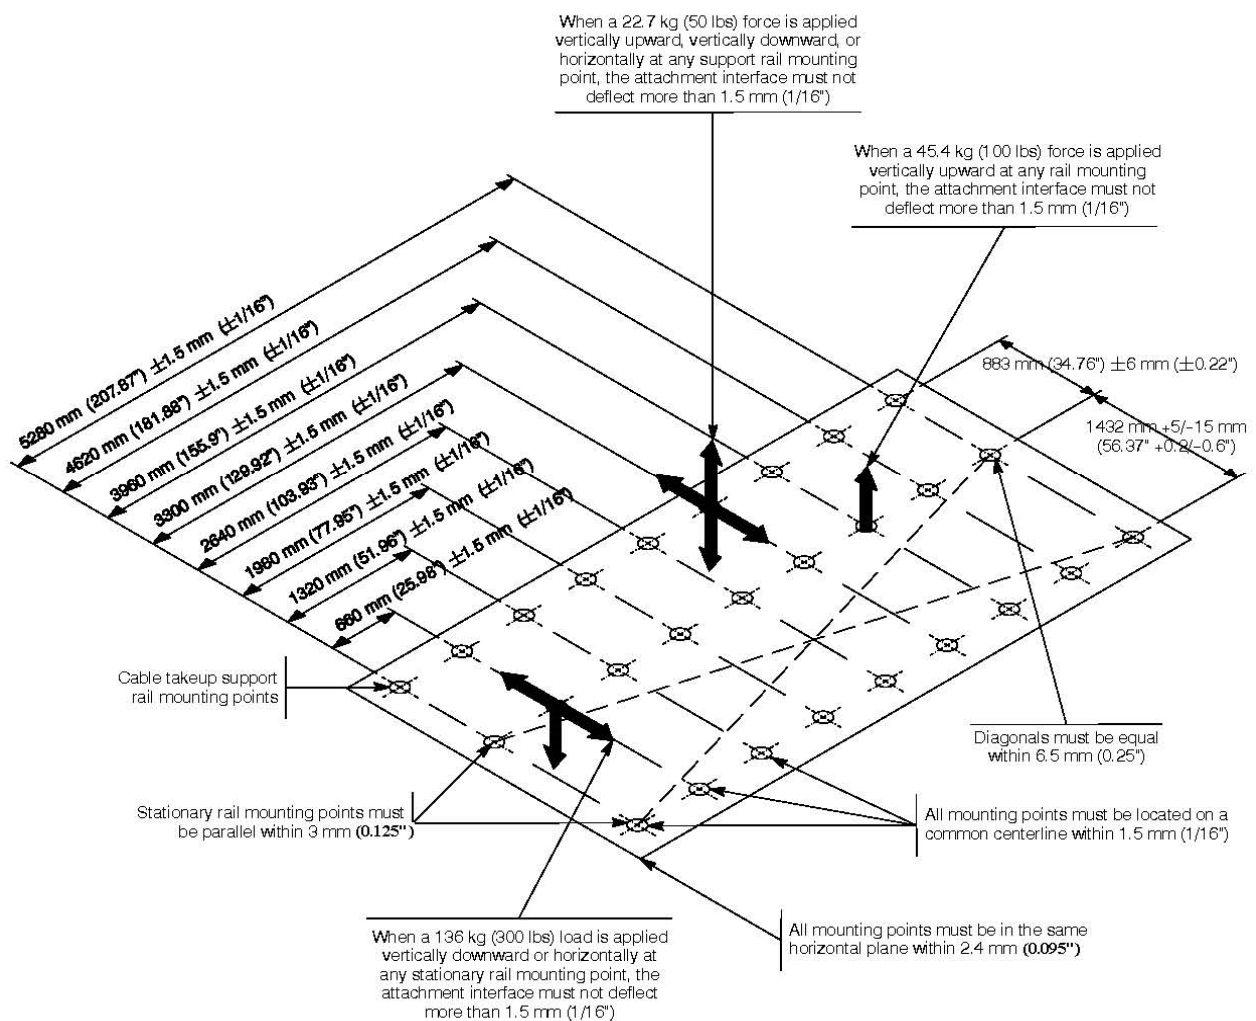 When a 22.7 kg (50 lbs) force is applied
vertically upward, vertically downward, or
horizontally at any support rail mounting
point, the attachment interface must not
deflect more than 1.5 mm (1/16")
When a 45.4 kg (100 lbs) force is applied
vertically upward at any rail mounting
point, the attachment interface must not
deflect more than 1.5 mm (1/16")
5280 mm (207.87") ±1.5 mm (±1/16")
4620 mm (181.88") ±1.5 mm (±1/16")
3960 mm (155.9") ±1.5 mm (±1/16")
3300 mm (129.92") ±1.5 mm (±1/16")
2640 mm (103.93") ±1.5 mm (±1/16")
1980 mm (77.95") ±1.5 mm (±1/16")
1320 mm (51.96") ±1.5 mm (±1/16")
660 mm (25.98") ±1.5 mm (±1/16")
883 mm (34.76") ±6 mm (±0.22")
1432 mm +5/-15 mm
(56.37" +0.2/-0.6")
Cable takeup support
rail mounting points
Diagonals must be equal
within 6.5 mm (0.25")
Stationary rail mounting points must
be parallel within 3 mm (0.125")
All mounting points must be located on a
common centerline within 1.5 mm (1/16")
When a 136 kg (300 lbs) load is applied
vertically downward or horizontally at
any stationary rail mounting point, the
attachment interface must not deflect
more than 1.5 mm (1/16")
All mounting points must be in the same
horizontal plane within 2.4 mm (0.095")